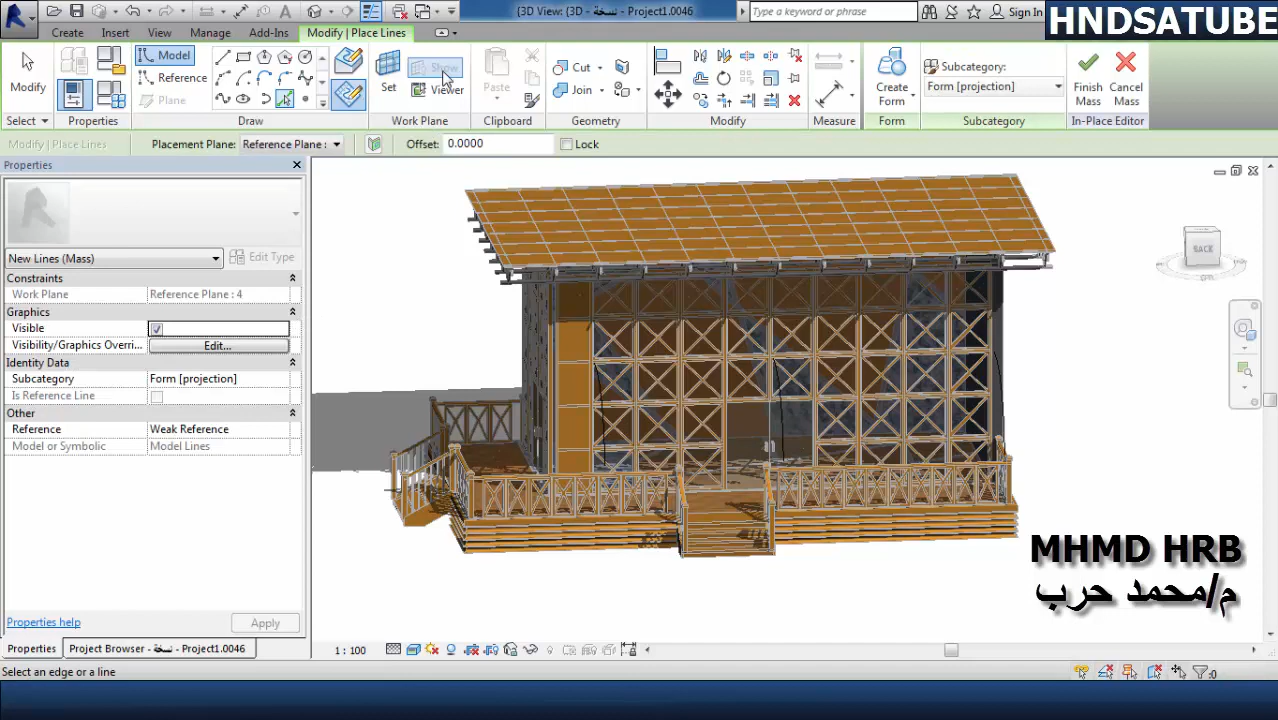 {3D View: {3D - نسخة - Project1.0046
Type a keyword or phrase
Sign In
HNDSATUBE
Create
Insert
View
Manage
Add-Ins
Modify | Place Lines
Modify
Model
Reference
Plane
Set
Show
Viewer
Paste
Cut
Join
Create
Form
Subcategory:
Form [projection]
Finish
Mass
Cancel
Mass
Select
Properties
Draw
Work Plane
Clipboard
Geometry
Modify
Measure
Form
Subcategory
In-Place Editor
Modify | Place Lines
Placement Plane: Reference Plane :
Offset: 0.0000
Lock
Properties
New Lines (Mass)
Edit Type
Constraints
Work Plane Reference Plane : 4
Graphics
Visible
Visibility/Graphics Overri... Edit...
Identity Data
Subcategory Form [projection]
Is Reference Line
Other
Reference Weak Reference
Model or Symbolic Model Lines
BACK
MHMD HRB
م/محمد حرب
Properties help
Apply
Properties
Project Browser - نسخة - Project1.0046
1 : 100
Select an edge or a line
:0